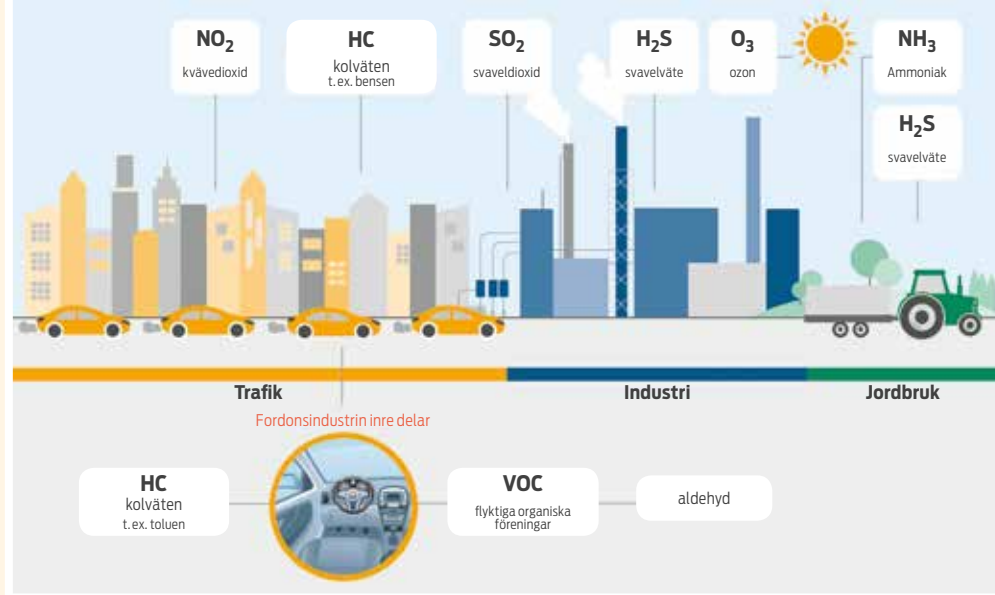 NO₂
kvävedioxid
HC
kolväten
t.ex. bensen
SO₂
svaveldioxid
H₂S
svavelväte
O₃
ozon
NH₃
Ammoniak
H₂S
svavelväte
Trafik
Industri
Jordbruk
Fordonsindustrin inre delar
HC
kolväten
t.ex. toluen
VOC
flyktiga organiska
föreningar
aldehyd